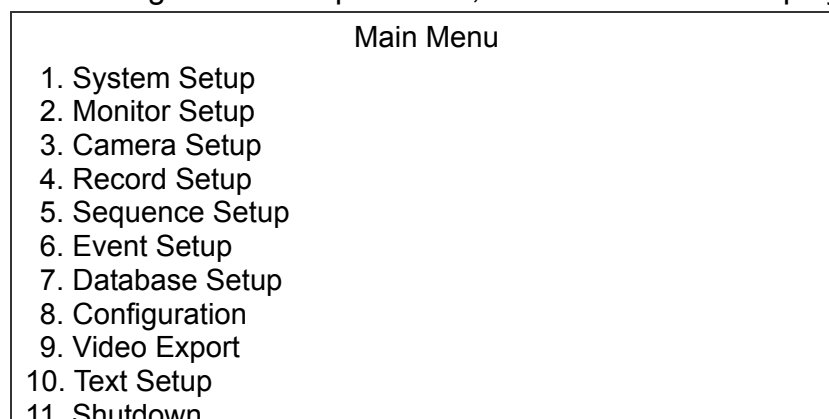 Main Menu
1. System Setup
2. Monitor Setup
3. Camera Setup
4. Record Setup
5. Sequence Setup
6. Event Setup
7. Database Setup
8. Configuration
9. Video Export
10. Text Setup
11. Shutdown